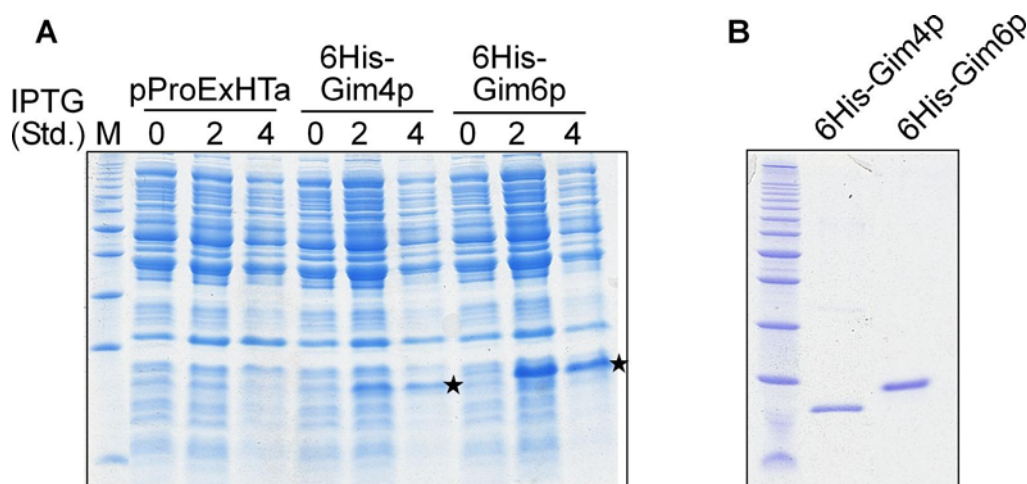 A
B
6His-
Gim4p
6His-
Gim6p
pProExHTa
IPTG
(Std.) M 0 2 4 0 2 4 0 2 4
6His-Gim4p
6His-Gim6p